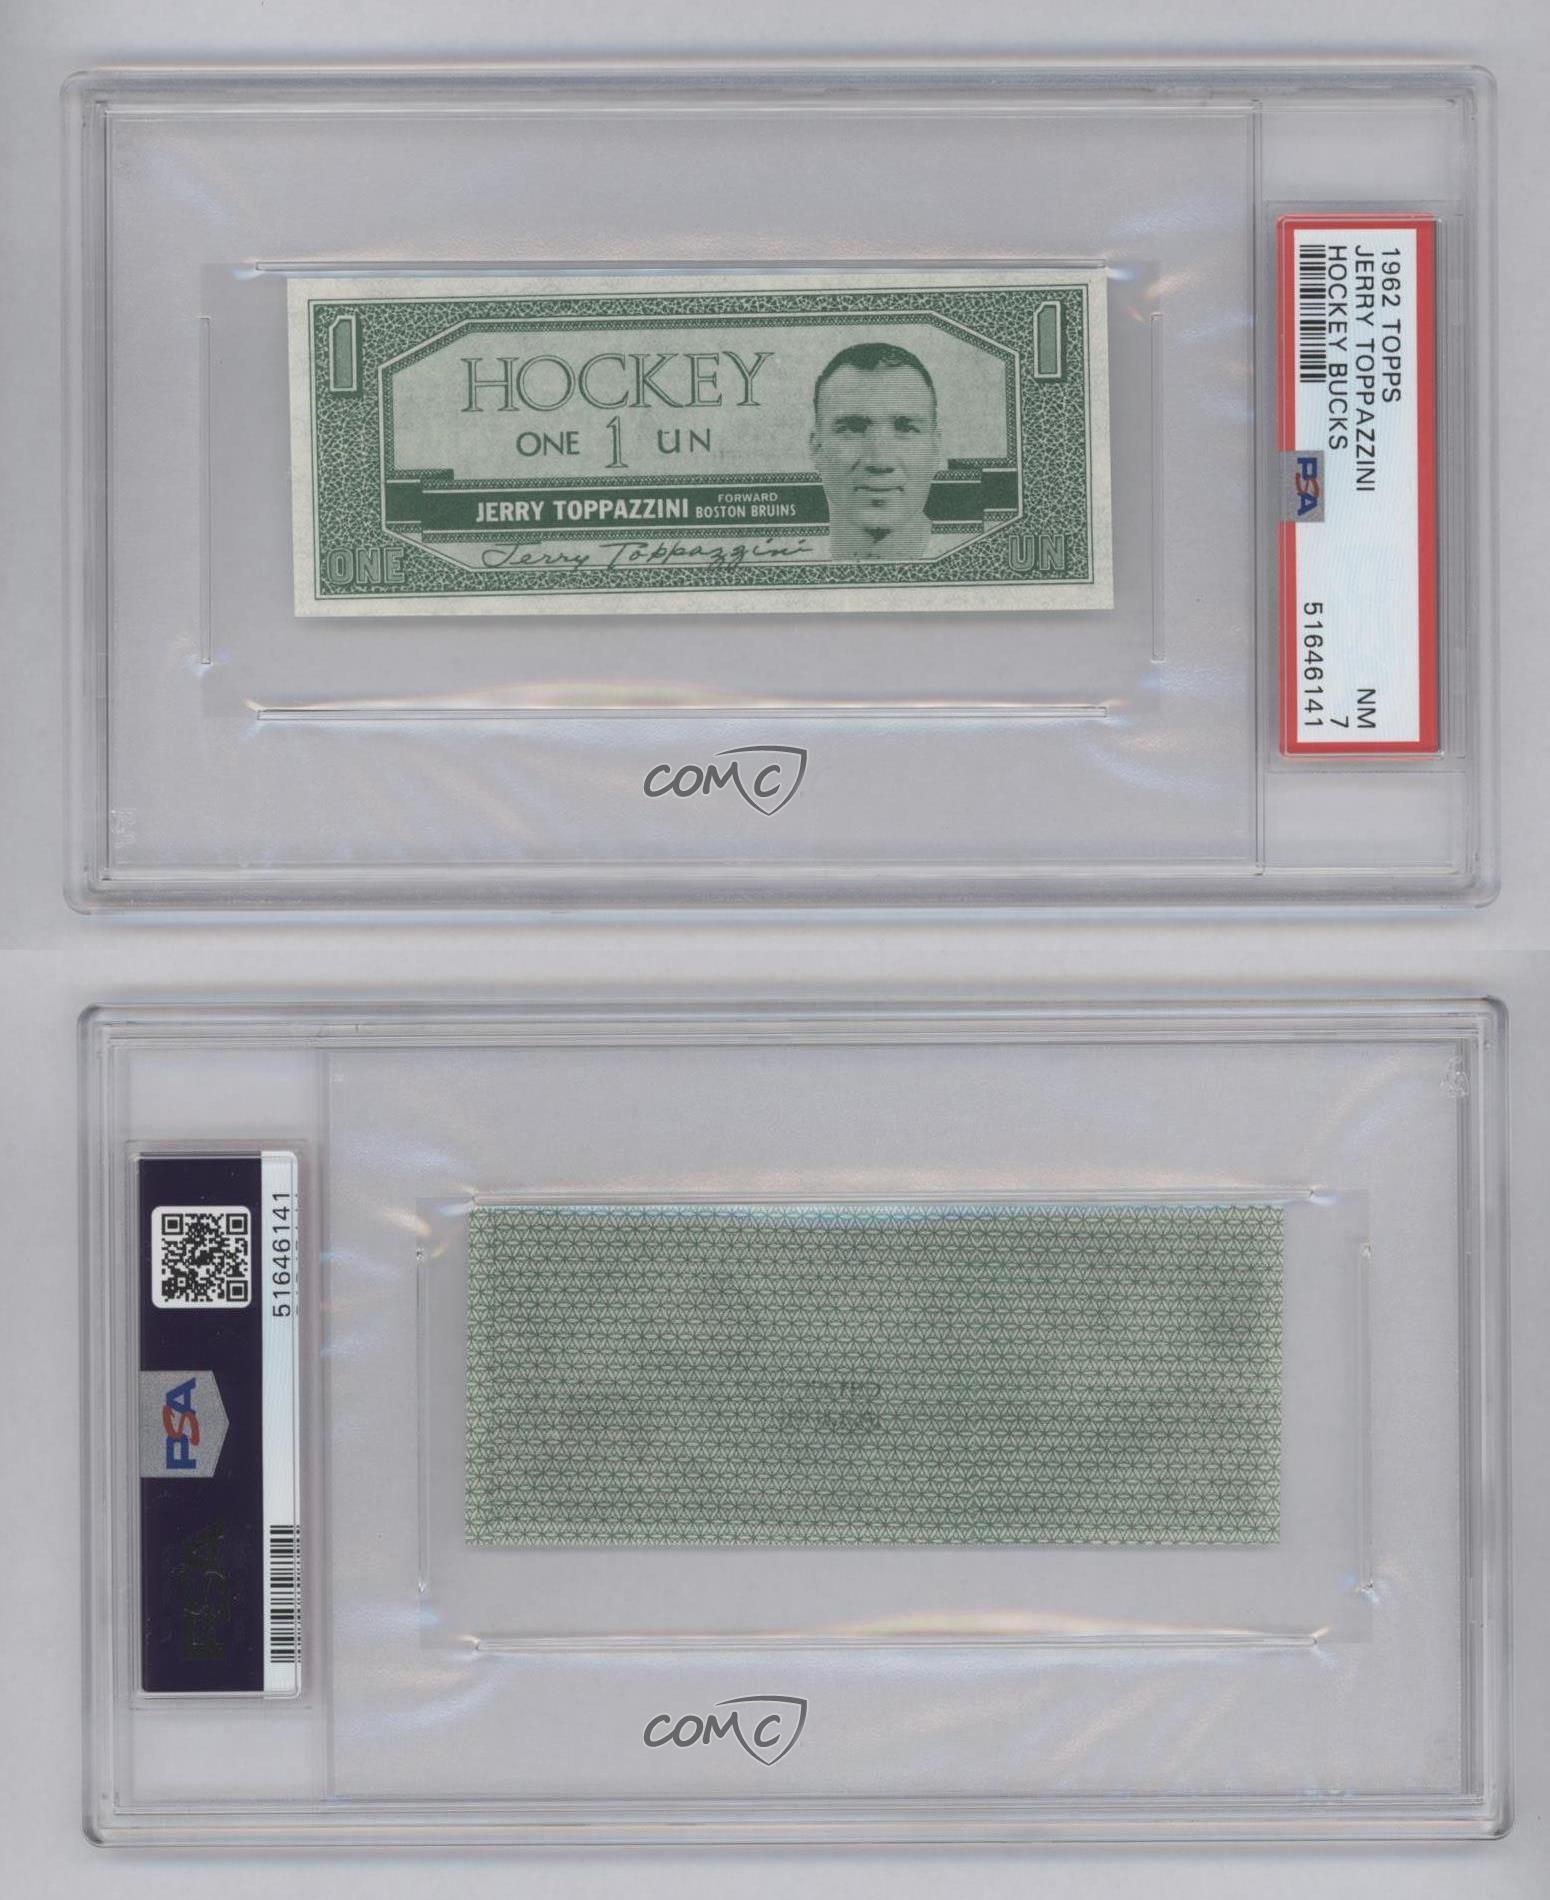 1 1
HOCKEY
ONE 1 UN
JERRY TOPPAZZINI FORWARD
BOSTON BRUINS
Jerry Toppazzini
ONE UN
1962 TOPPS
JERRY TOPPAZZINI NM
HOCKEY BUCKS 7
PSA 51646141
COMC
51646141
PSA
PSA
COMC